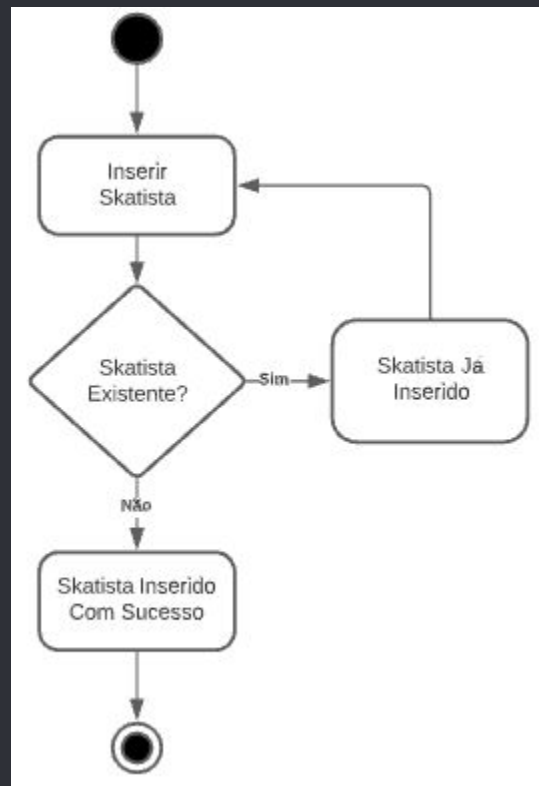 Inserir
Skatista
Skatista
Existente?
Sim
Skatista Já
Inserido
Não
Skatista Inserido
Com Sucesso